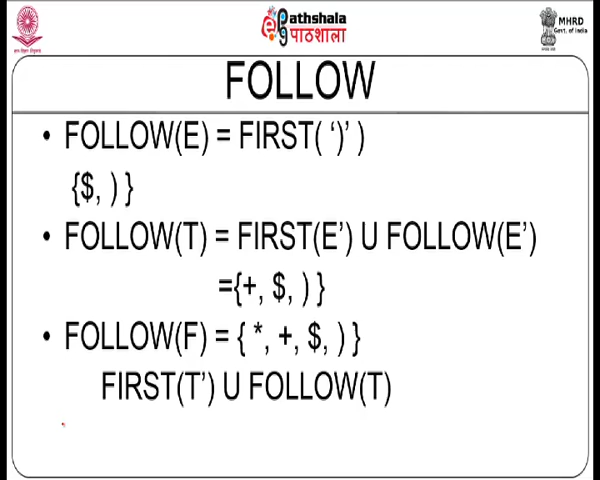 Pathshala
पाठशाला
MHRD
Govt. of India
FOLLOW
• FOLLOW(E) = FIRST( ‘)’ )
{$, ) }
• FOLLOW(T) = FIRST(E’) U FOLLOW(E’)
={+, $, ) }
• FOLLOW(F) = { *, +, $, ) }
FIRST(T’) U FOLLOW(T)